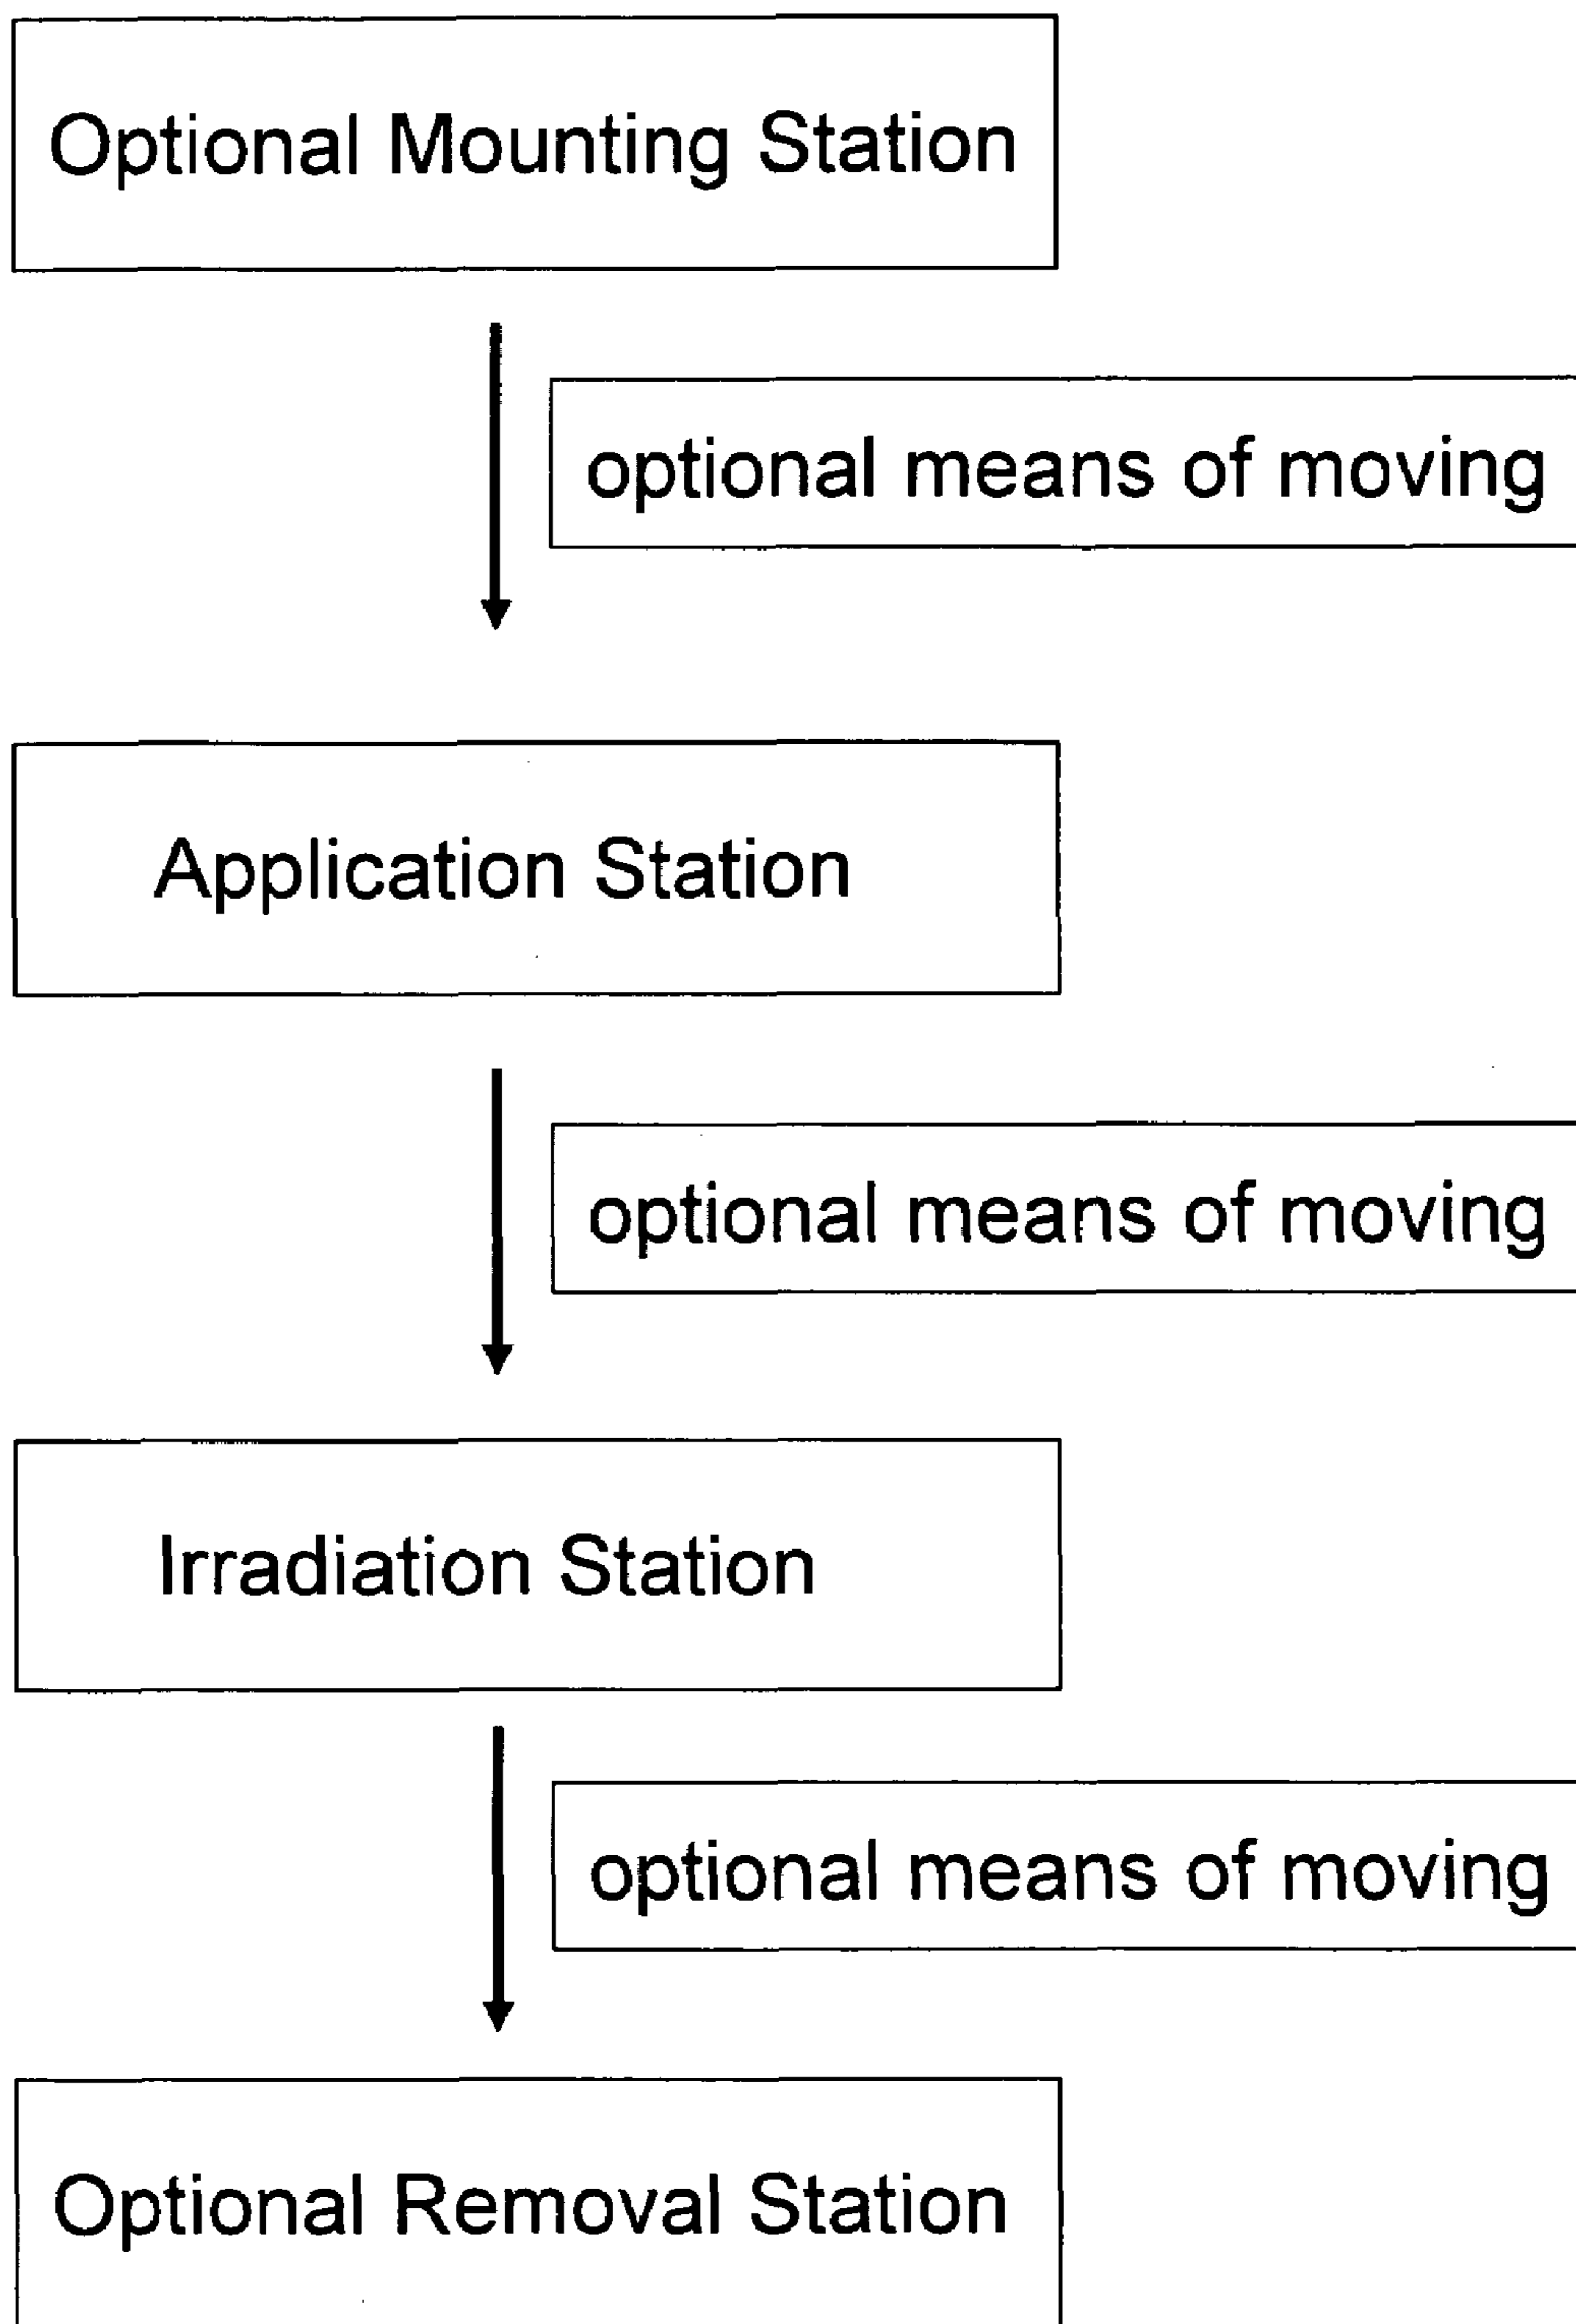 Optional Mounting Station
optional means of moving
Application Station
optional means of moving
Irradiation Station
optional means of moving
Optional Removal Station